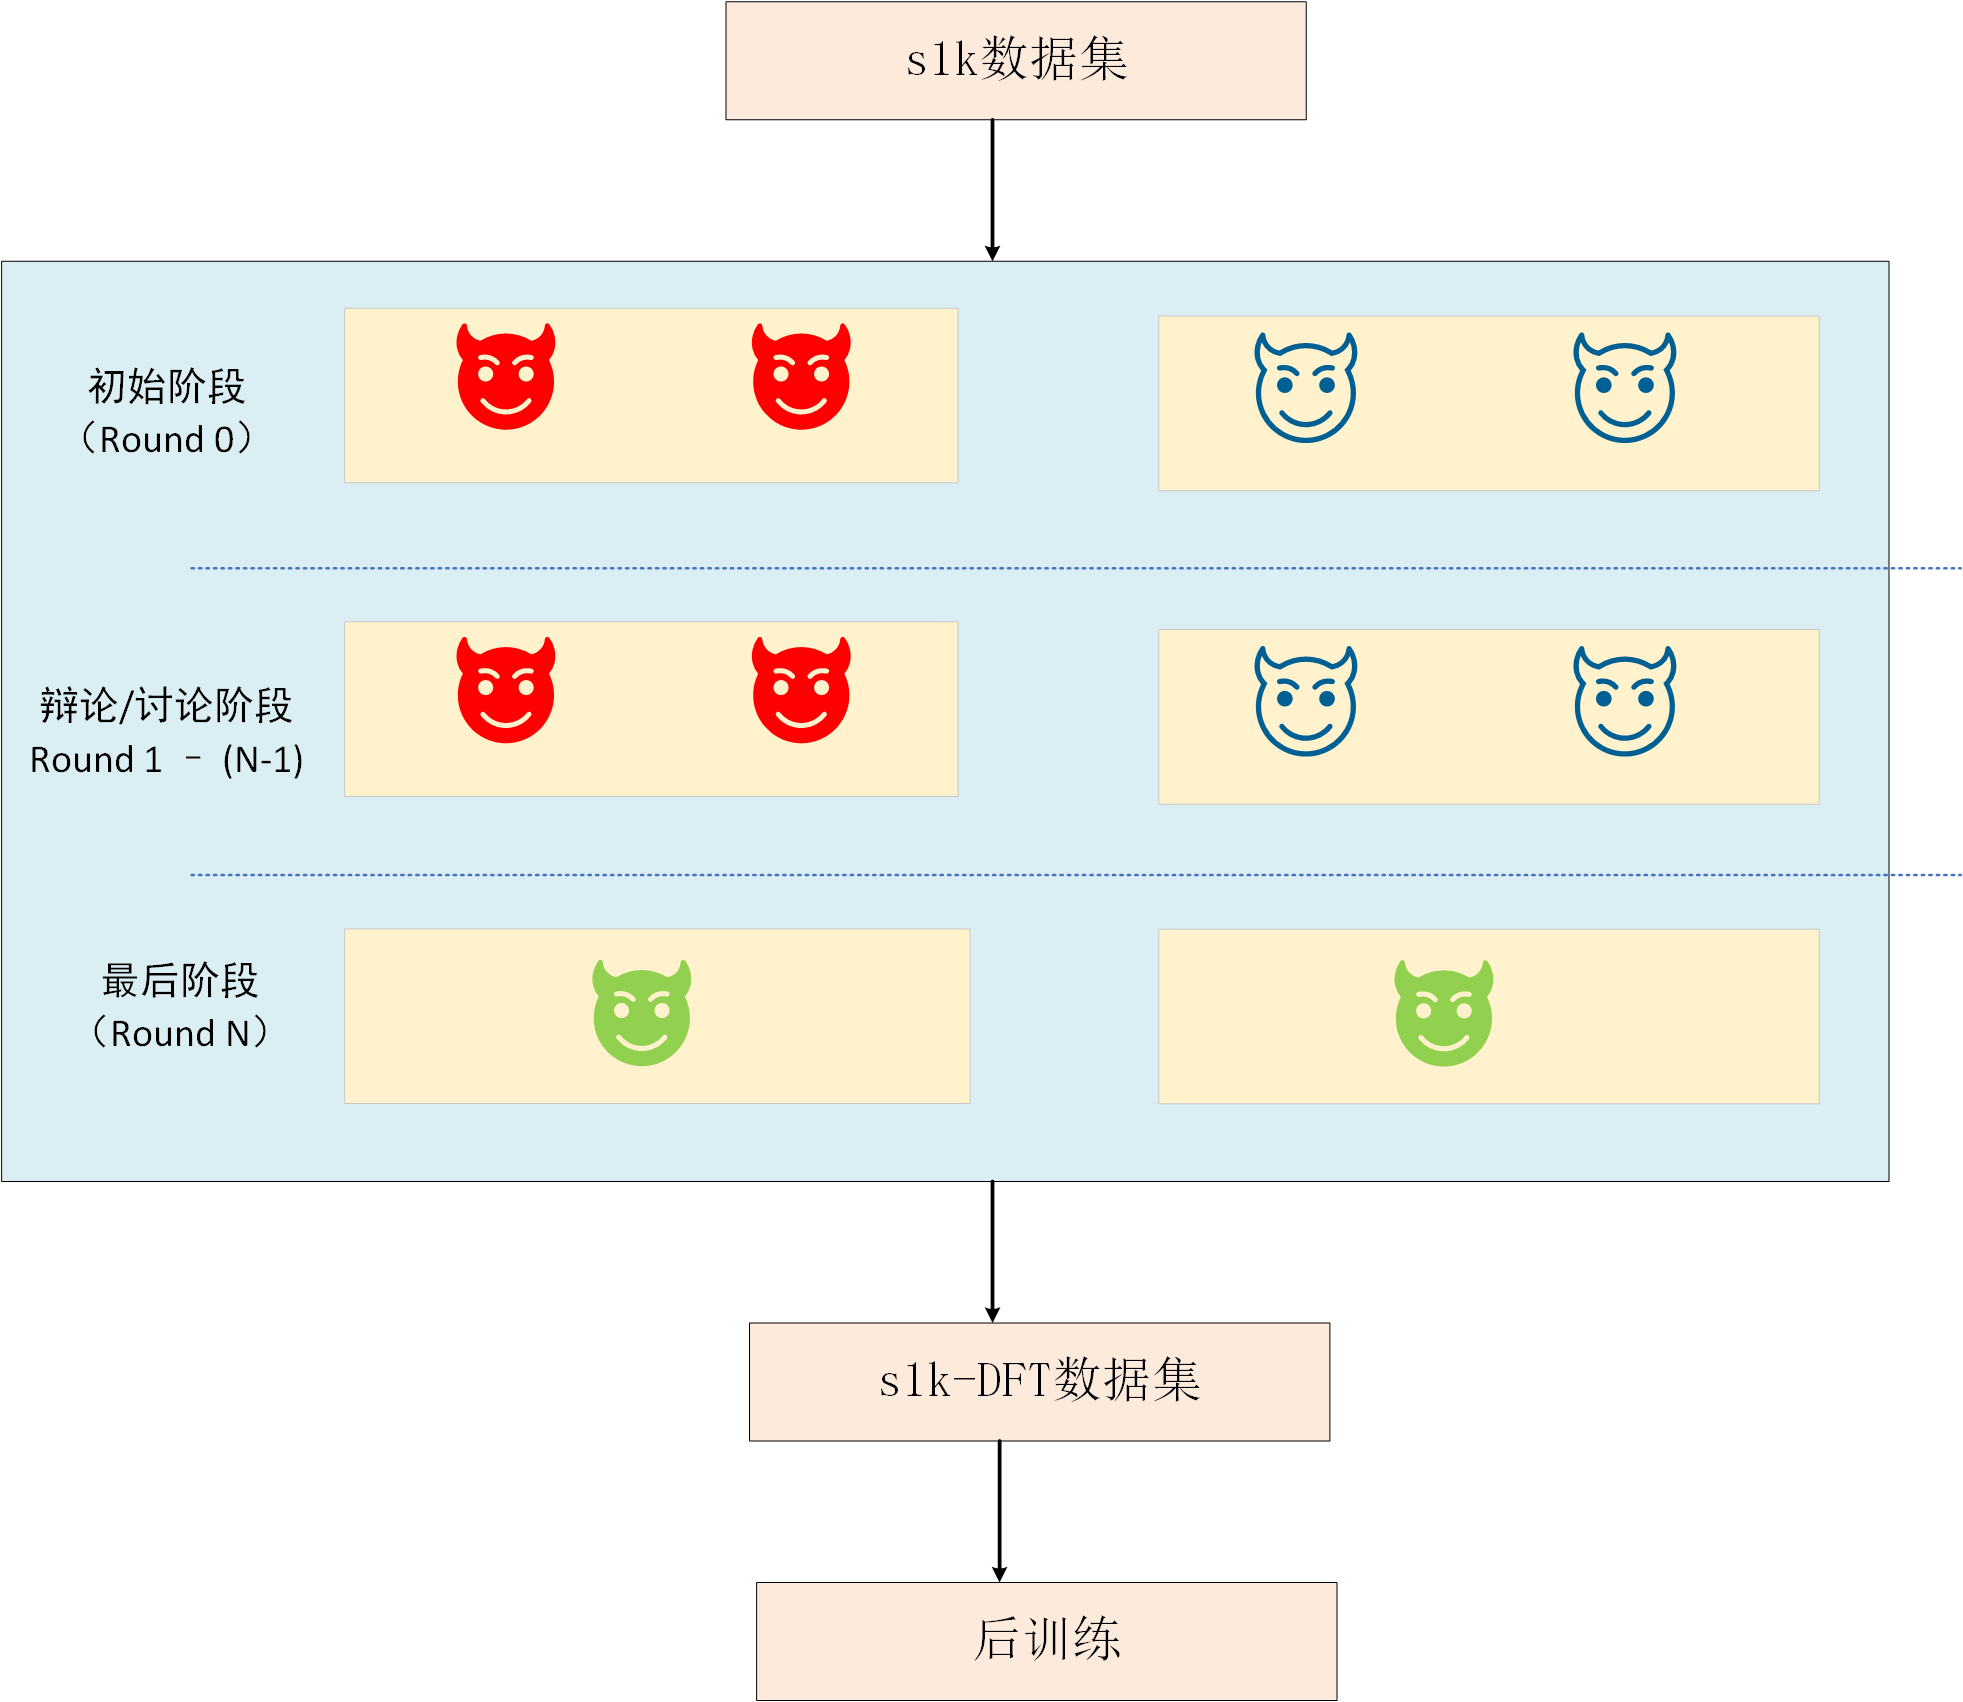 s1k数据集
初始阶段
（Round 0）
辩论/讨论阶段
Round 1 – (N-1)
最后阶段
（Round N）
s1k-DFT数据集
后训练